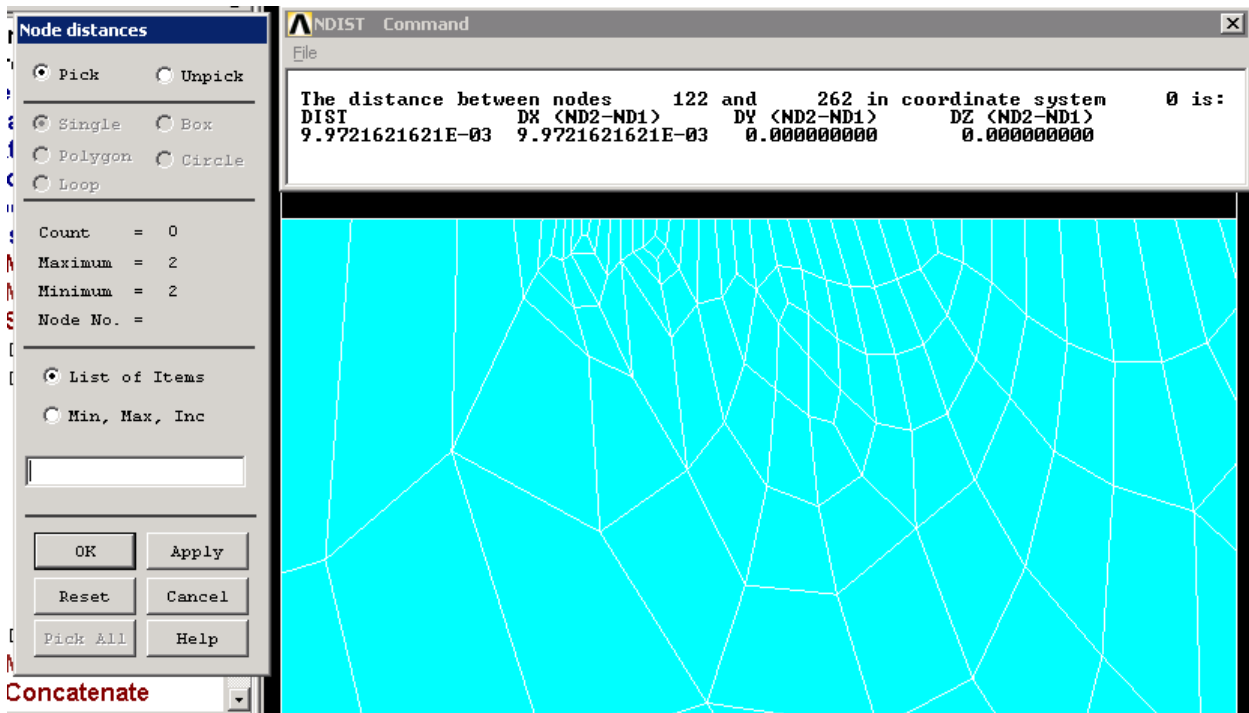 Node distances
Pick Unpick
Single Box
Polygon Circle
Loop
Count = 0
Maximum = 2
Minimum = 2
Node No. =
List of Items
Min, Max, Inc
OK Apply
Reset Cancel
Pick All Help
Concatenate
NDIST Command
File
The distance between nodes 122 and 262 in coordinate system 0 is:
DIST DX (ND2-ND1) DY (ND2-ND1) DZ (ND2-ND1)
9.9721621621E-03 9.9721621621E-03 0.000000000 0.000000000